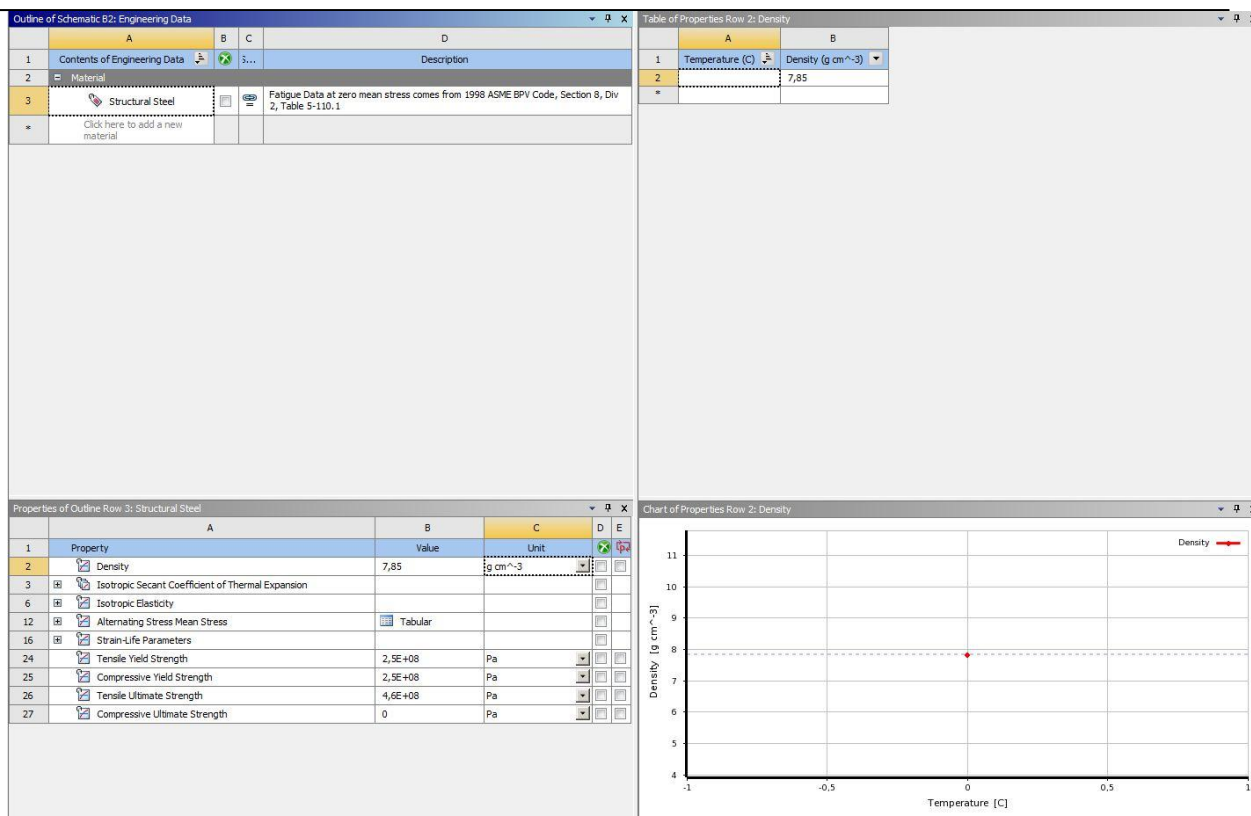 Outline of Schematic B2: Engineering Data
A B C D
1 Contents of Engineering Data 5... Description
2 Material
3 Structural Steel Fatigue Data at zero mean stress comes from 1998 ASME BPV Code, Section 8, Div
2, Table 5-110.1
* Click here to add a new
material
Table of Properties Row 2: Density
A B
1 Temperature (C) Density (g cm^-3)
2 7,85
*
Properties of Outline Row 3: Structural Steel
A B C D E
1 Property Value Unit
2 Density 7,85 g cm^-3
3 Isotropic Secant Coefficient of Thermal Expansion
6 Isotropic Elasticity
12 Alternating Stress Mean Stress Tabular
16 Strain-Life Parameters
24 Tensile Yield Strength 2,5E+08 Pa
25 Compressive Yield Strength 2,5E+08 Pa
26 Tensile Ultimate Strength 4,6E+08 Pa
27 Compressive Ultimate Strength 0 Pa
Chart of Properties Row 2: Density
Density
11
10
9
8
7
6
5
4
Density [g cm^-3]
-1 -0,5 0 0,5 1
Temperature [C]